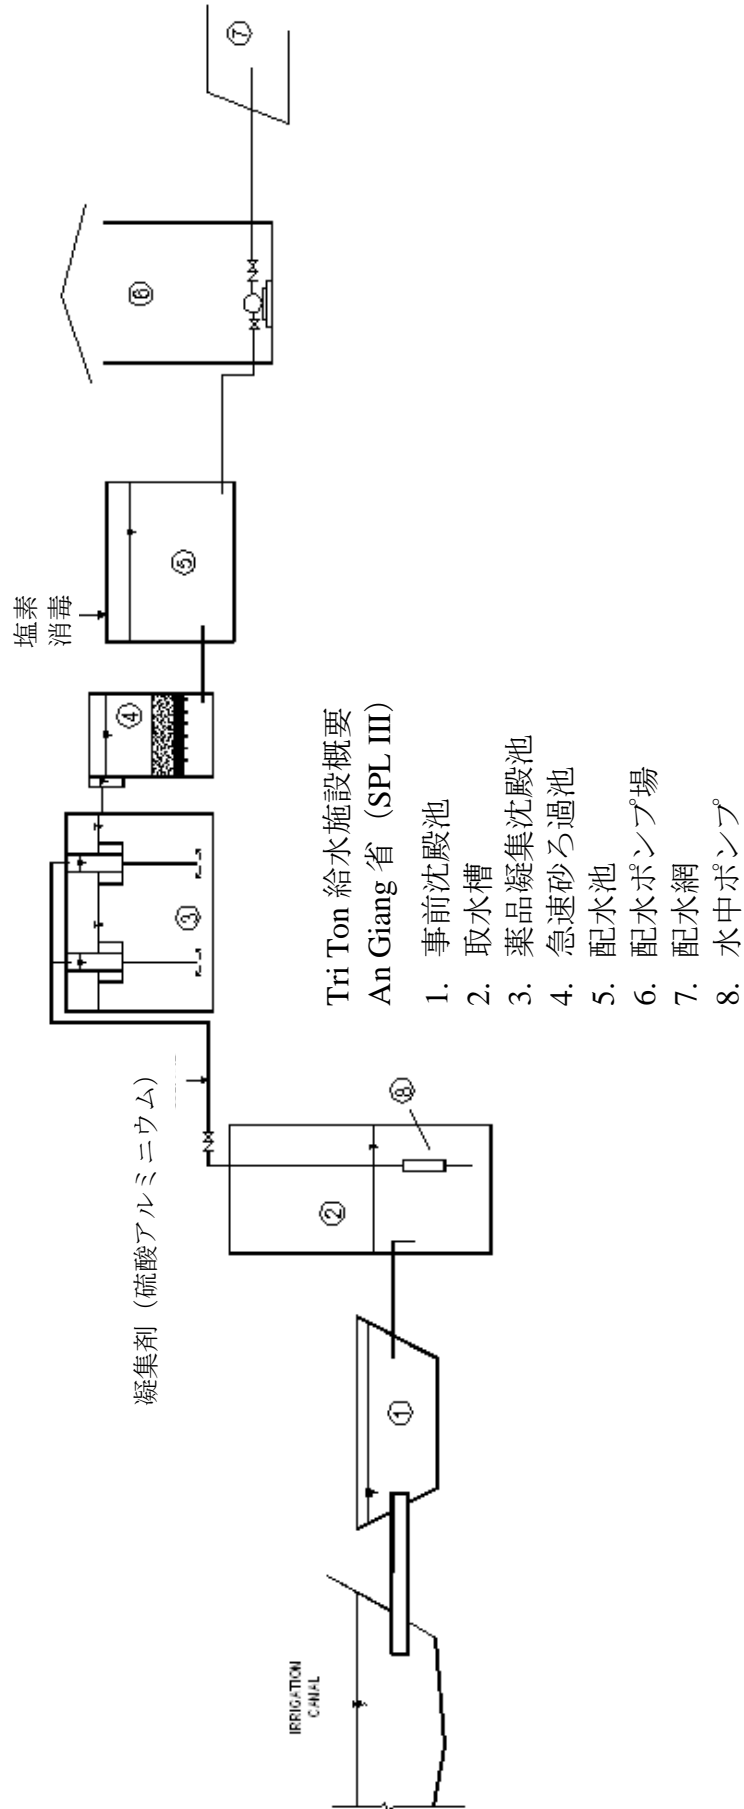 Tri Ton 給水施設概要
An Giang 省（SPL III）
1. 事前沈殿池
2. 取水槽
3. 薬品凝集沈殿池
4. 急速砂ろ過池
5. 配水池
6. 配水ポンプ場
7. 配水網
8. 水中ポンプ
IRRIGATION
CANAL
①
②
⑧
凝集剤（硫酸アルミニウム）
③
④
塩素
消毒
⑤
⑥
⑦